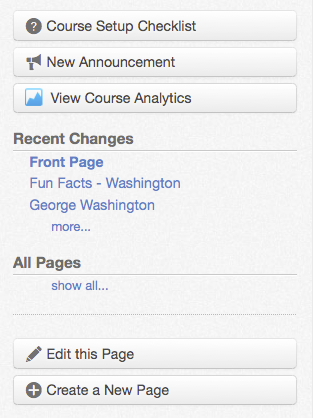 Course Setup Checklist
New Announcement
View Course Analytics
Recent Changes
Front Page
Fun Facts - Washington
George Washington
more...
All Pages
show all...
Edit this Page
Create a New Page